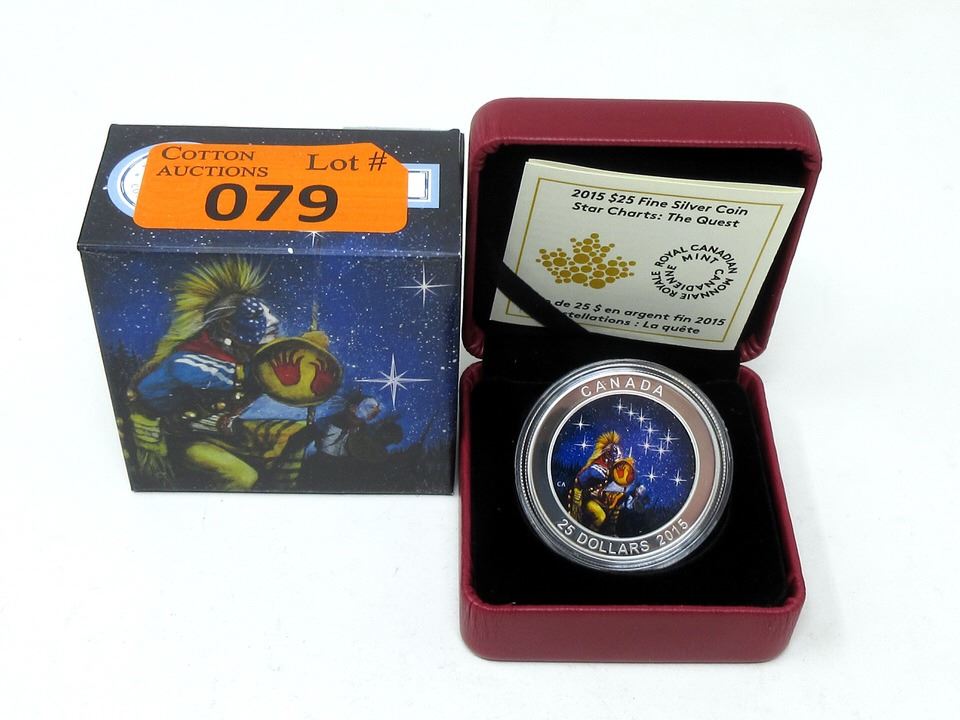 COTTON
AUCTIONS
Lot #
079
2015 $25 Fine Silver Coin
Star Charts: The Quest
ROYAL CANADIAN MINT
MONNAIE ROYALE CANADIENNE
de 25 $ en argent fin 2015
: La quête
CANADA
CA
25 DOLLARS 2015